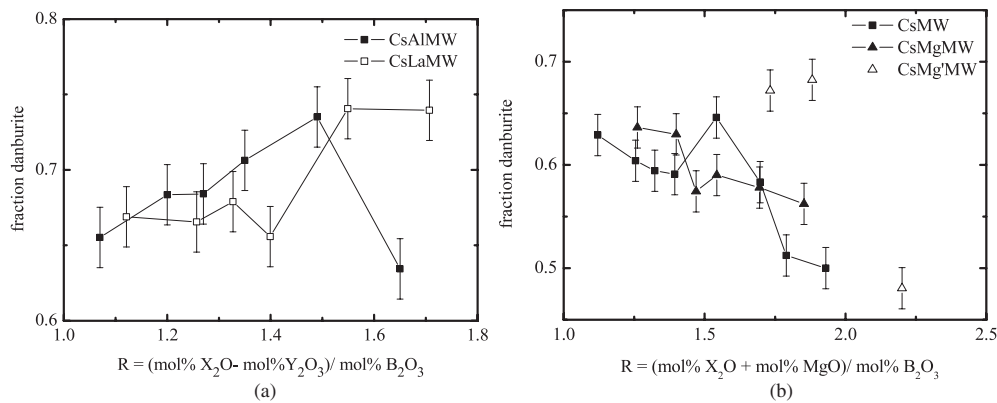 0.8
0.7
0.6
fraction danburite
CsAlMW
CsLaMW
1.0 1.2 1.4 1.6 1.8
R = (mol% X₂O- mol%Y₂O₃)/ mol% B₂O₃
(a)
0.7
0.6
0.5
fraction danburite
CsMW
CsMgMW
CsMg'MW
1.0 1.5 2.0 2.5
R = (mol% X₂O + mol% MgO)/ mol% B₂O₃
(b)